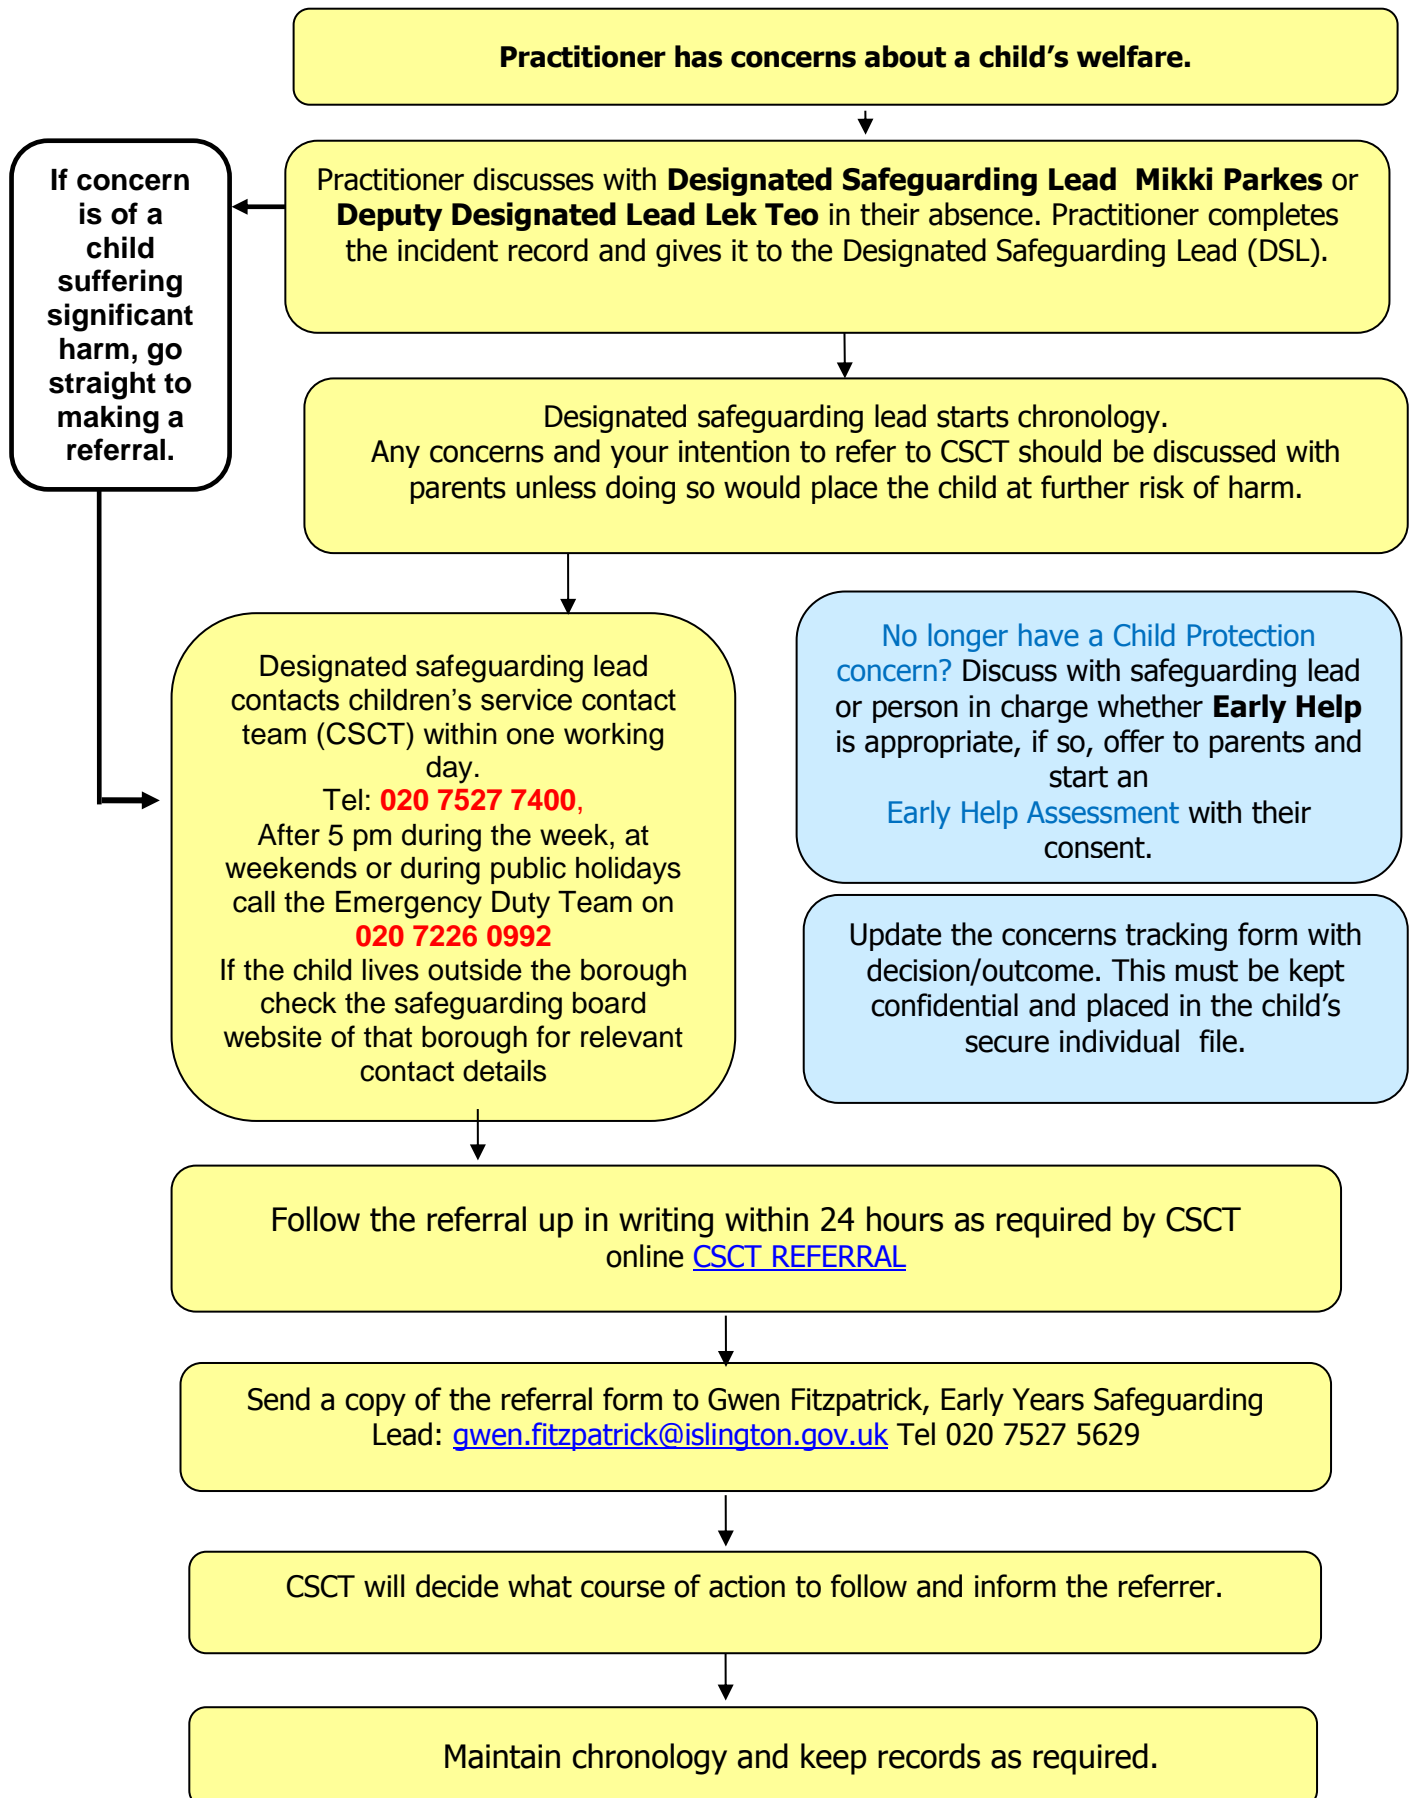 Practitioner has concerns about a child’s welfare.
If concern
is of a
child
suffering
significant
harm, go
straight to
making a
referral.
Practitioner discusses with Designated Safeguarding Lead  Mikki Parkes or
Deputy Designated Lead Lek Teo in their absence. Practitioner completes
the incident record and gives it to the Designated Safeguarding Lead (DSL).
Designated safeguarding lead starts chronology.
Any concerns and your intention to refer to CSCT should be discussed with
parents unless doing so would place the child at further risk of harm.
Designated safeguarding lead
contacts children’s service contact
team (CSCT) within one working
day.
Tel: 020 7527 7400,
After 5 pm during the week, at
weekends or during public holidays
call the Emergency Duty Team on
020 7226 0992
If the child lives outside the borough
check the safeguarding board
website of that borough for relevant
contact details
No longer have a Child Protection
concern? Discuss with safeguarding lead
or person in charge whether Early Help
is appropriate, if so, offer to parents and
start an
Early Help Assessment with their
consent.
Update the concerns tracking form with
decision/outcome. This must be kept
confidential and placed in the child’s
secure individual  file.
Follow the referral up in writing within 24 hours as required by CSCT
online CSCT REFERRAL
Send a copy of the referral form to Gwen Fitzpatrick, Early Years Safeguarding
Lead: gwen.fitzpatrick@islington.gov.uk Tel 020 7527 5629
CSCT will decide what course of action to follow and inform the referrer.
Maintain chronology and keep records as required.